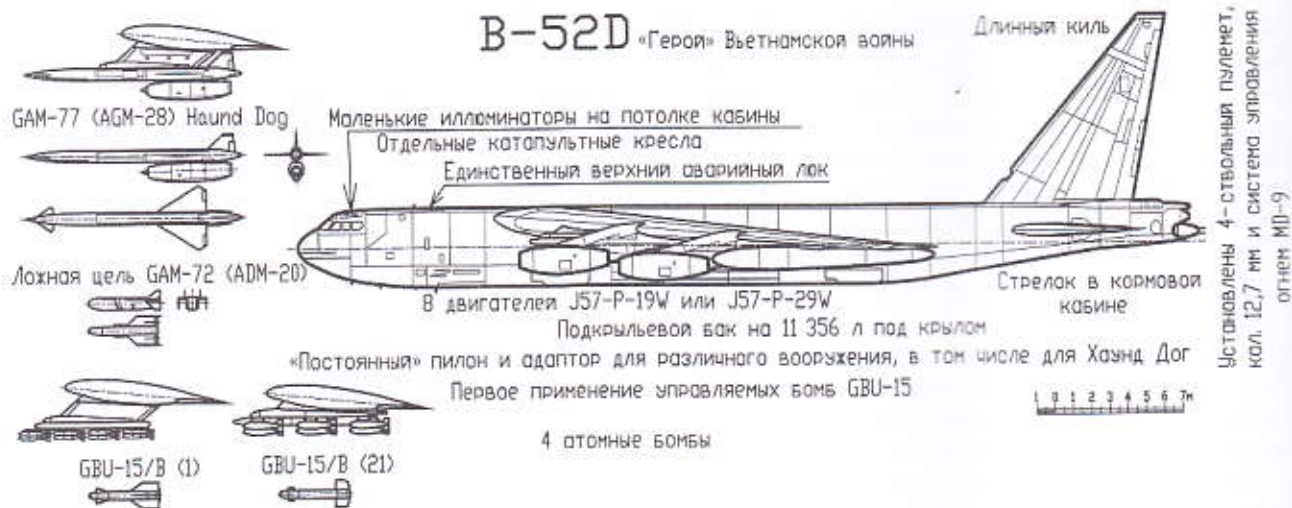 B-52D «Герой» Вьетнамской войны
Длинный киль
GAM-77 (AGM-28) Haund Dog
Маленькие иллюминаторы на потолке кабины
Отдельные катапультные кресла
Единственный верхний аварийный люк
Установлены 4-ствольный пулемет,
кал. 12,7 мм и система управления
огнем MD-9
Ложная цель GAM-72 (ADM-20)
8 двигателей J57-P-19W или J57-P-29W
Стрелок в кормовой
кабине
Подкрыльевой бак на 11 356 л под крылом
«Постоянный» пилон и адаптор для различного вооружения, в том числе для Хаунд Дог
Первое применение управляемых бомб GBU-15
1 0 1 2 3 4 5 6 7м
4 атомные бомбы
GBU-15/B (1)
GBU-15/B (21)